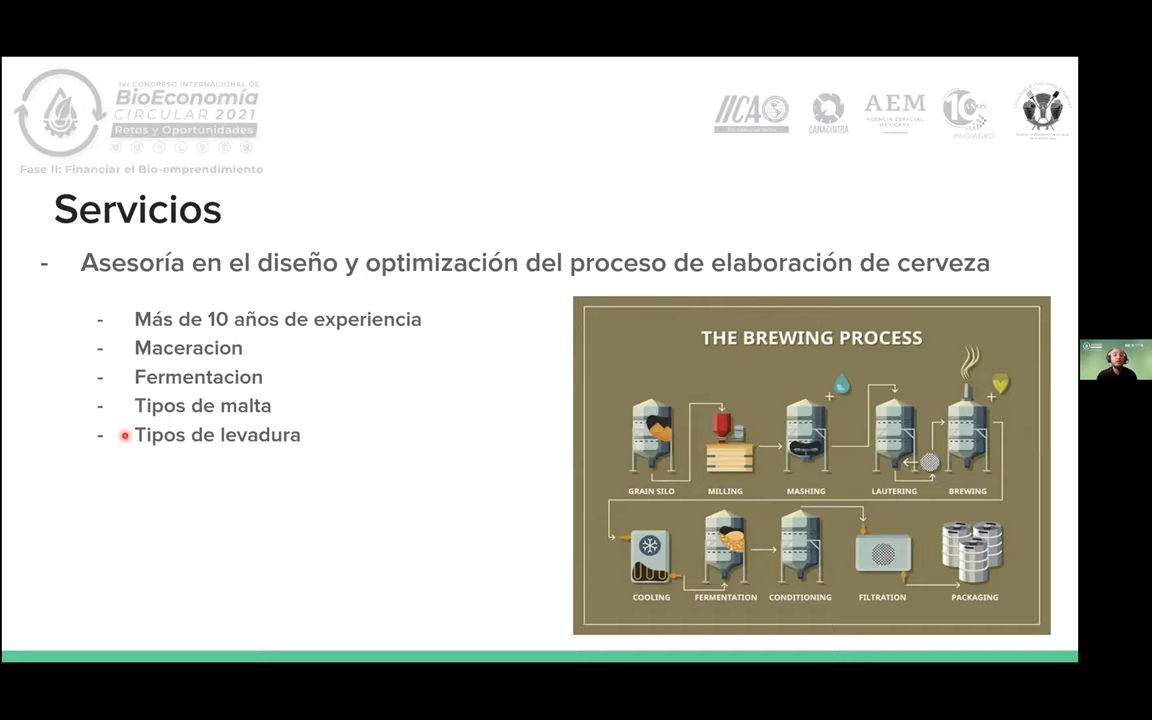 1er CONGRESO INTERNACIONAL DE
BioEconomía
CIRCULAR 2021
Retos y Oportunidades
Fase II: Financiar el Bio-emprendimiento
IICA
CANACINTRA
AEM
AGENCIA ESPACIAL
MEXICANA
10 AÑOS
INNOVAGRO
Servicios
- Asesoría en el diseño y optimización del proceso de elaboración de cerveza
- Más de 10 años de experiencia
- Maceracion
- Fermentacion
- Tipos de malta
- Tipos de levadura
THE BREWING PROCESS
GRAIN SILO
MILLING
MASHING
LAUTERING
BREWING
COOLING
FERMENTATION
CONDITIONING
FILTRATION
PACKAGING